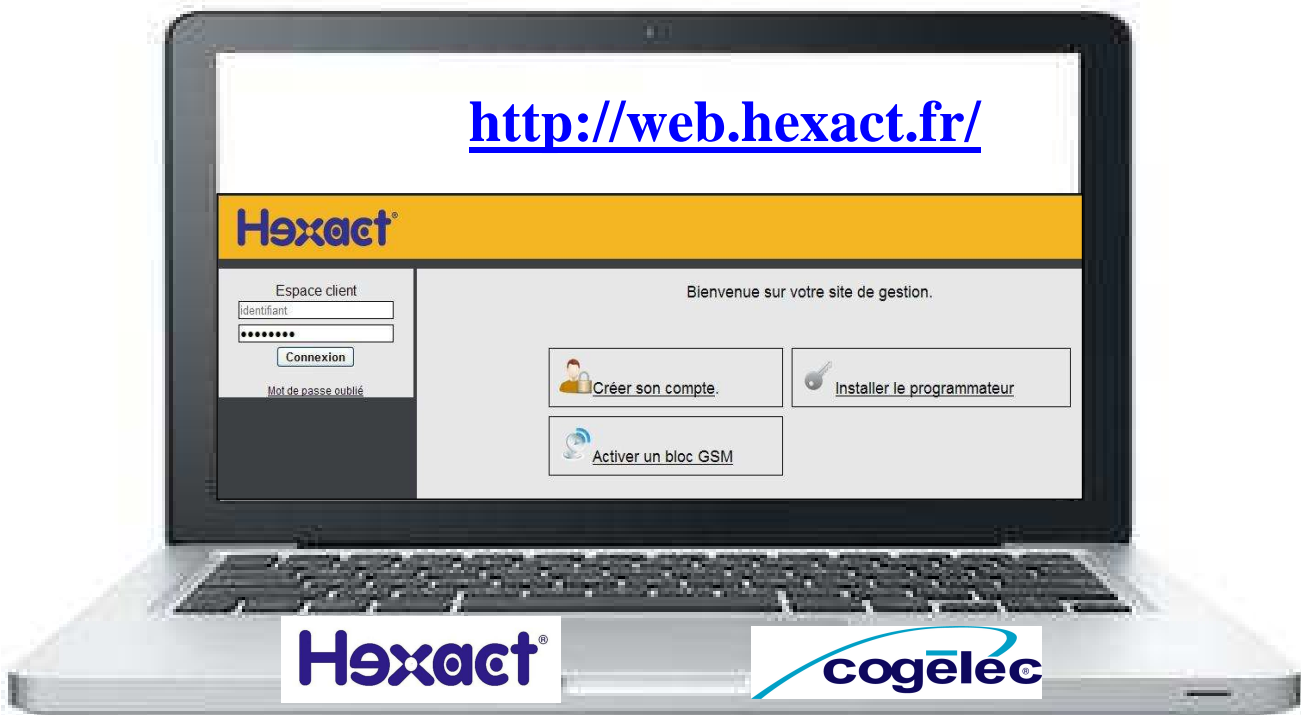 http://web.hexact.fr/
Hexact®
Espace client
identifiant
Connexion
Mot de passe oublié
Bienvenue sur votre site de gestion.
Créer son compte.
Installer le programmateur
Activer un bloc GSM
Hexact®
cogēlec®